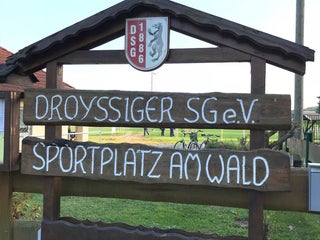 DSG
1886
DROYSSIGER SG e.V.
SPORTPLATZ AM WALD